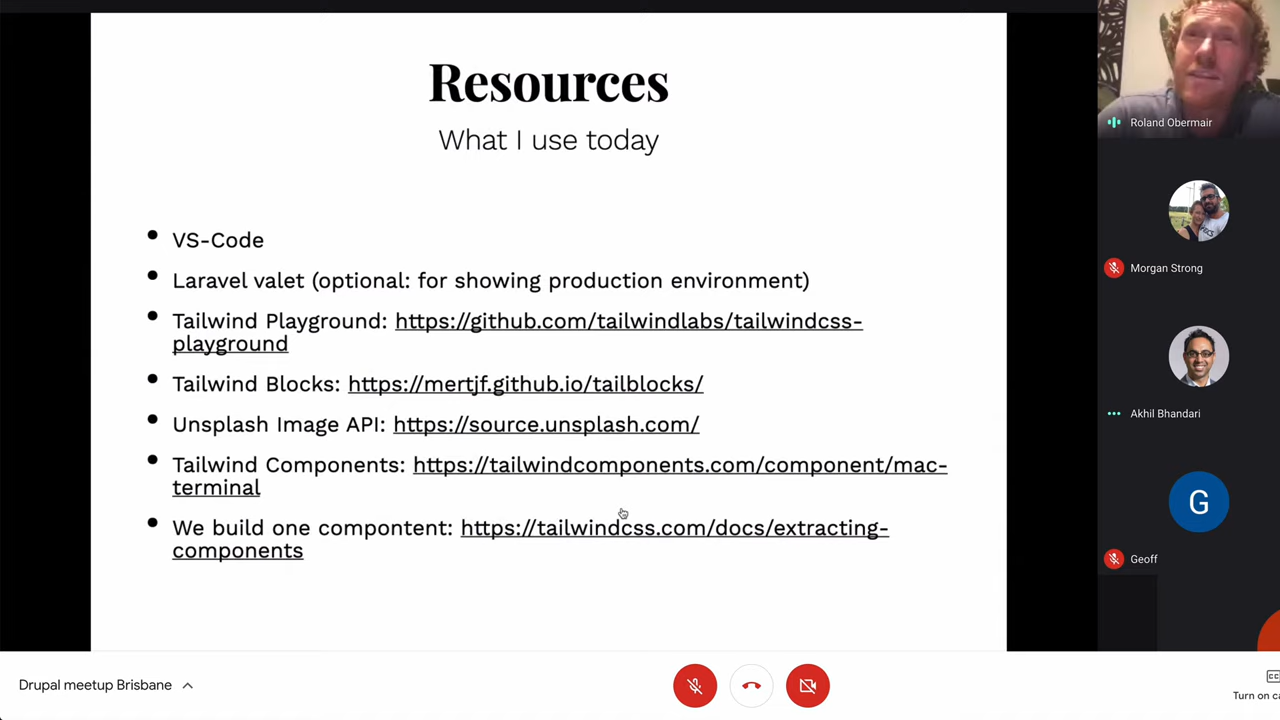 Resources
What I use today
VS-Code
Laravel valet (optional: for showing production environment)
Tailwind Playground: https://github.com/tailwindlabs/tailwindcss-
playground
Tailwind Blocks: https://mertjf.github.io/tailblocks/
Unsplash Image API: https://source.unsplash.com/
Tailwind Components: https://tailwindcomponents.com/component/mac-
terminal
We build one compontent: https://tailwindcss.com/docs/extracting-
components
Roland Obermair
Morgan Strong
Akhil Bhandari
G
Geoff
Drupal meetup Brisbane
CC
Turn on ca